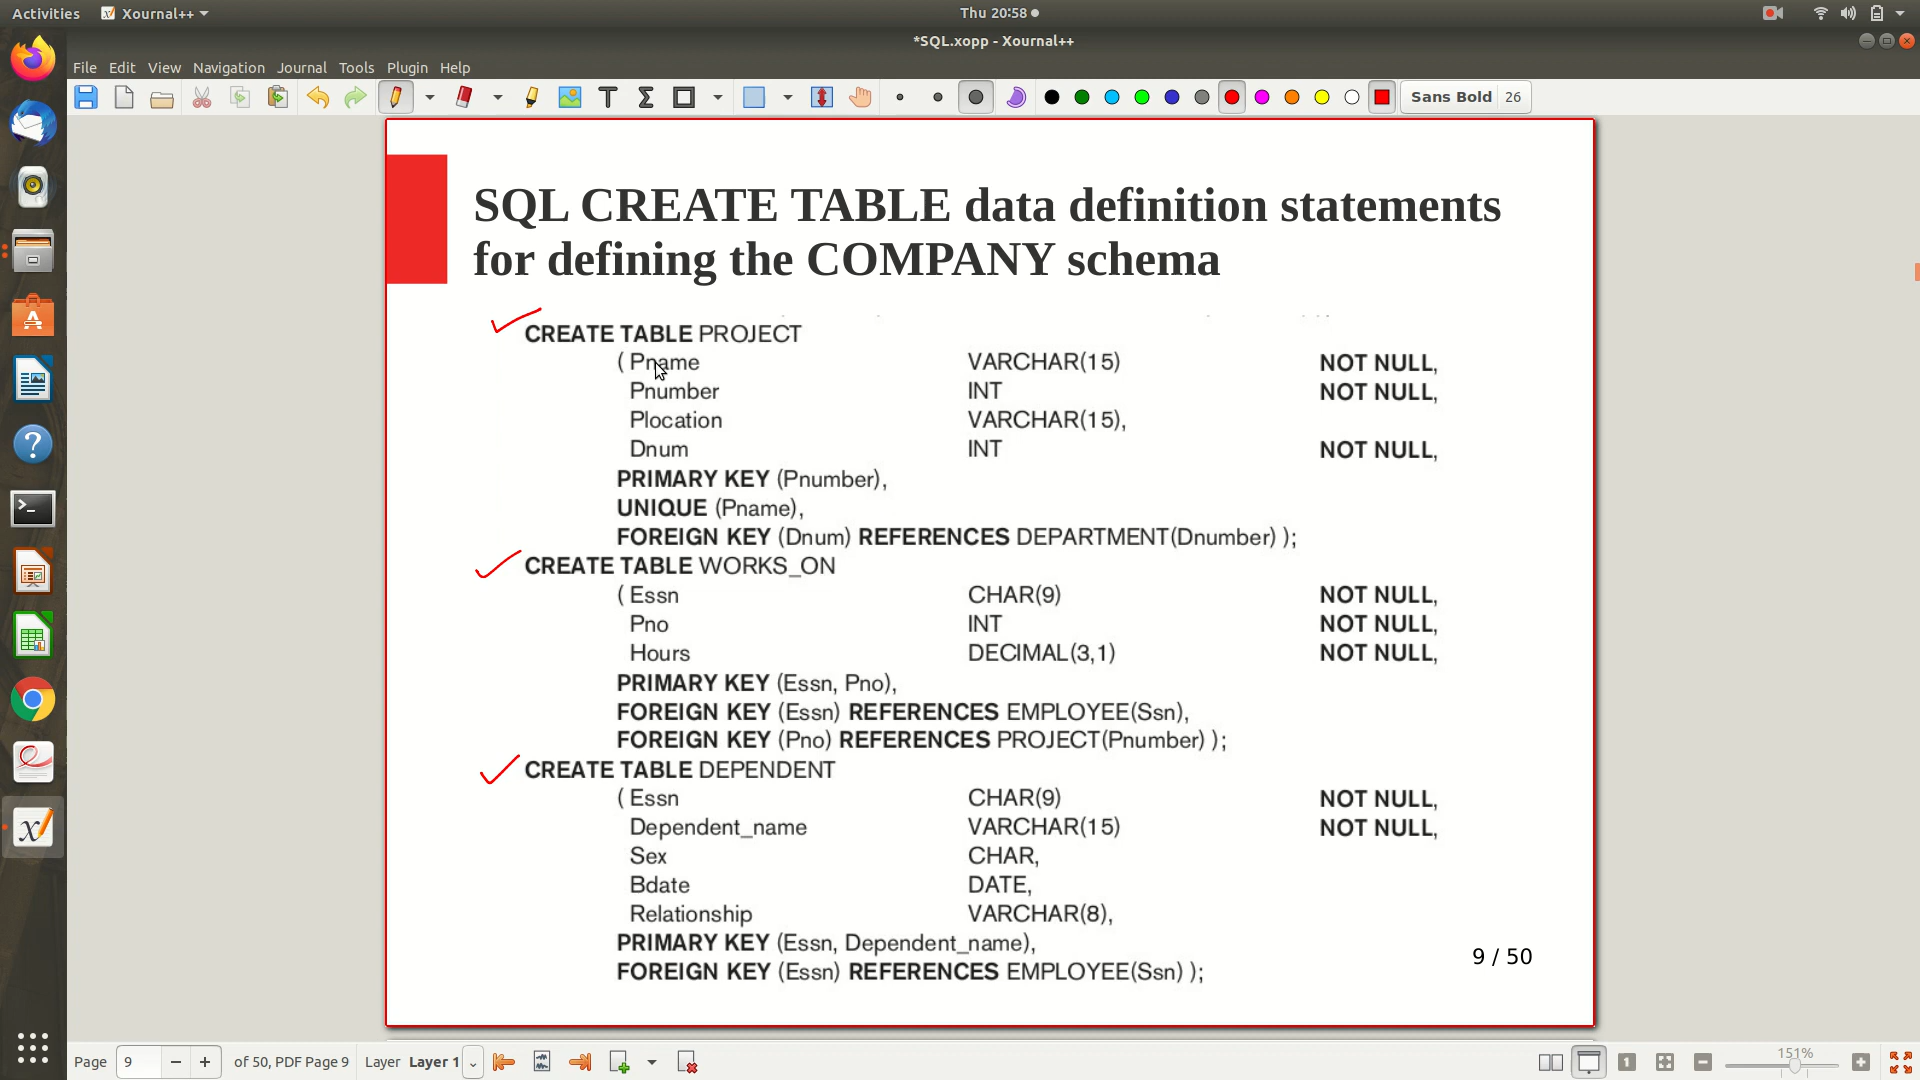 Activities Xournal++ Thu 20:58
*SQL.xopp - Xournal++
File Edit View Navigation Journal Tools Plugin Help
Sans Bold 26
SQL CREATE TABLE data definition statements
for defining the COMPANY schema
CREATE TABLE PROJECT
( Pname VARCHAR(15) NOT NULL,
Pnumber INT NOT NULL,
Plocation VARCHAR(15),
Dnum INT NOT NULL,
PRIMARY KEY (Pnumber),
UNIQUE (Pname),
FOREIGN KEY (Dnum) REFERENCES DEPARTMENT(Dnumber) );
CREATE TABLE WORKS_ON
( Essn CHAR(9) NOT NULL,
Pno INT NOT NULL,
Hours DECIMAL(3,1) NOT NULL,
PRIMARY KEY (Essn, Pno),
FOREIGN KEY (Essn) REFERENCES EMPLOYEE(Ssn),
FOREIGN KEY (Pno) REFERENCES PROJECT(Pnumber) );
CREATE TABLE DEPENDENT
( Essn CHAR(9) NOT NULL,
Dependent_name VARCHAR(15) NOT NULL,
Sex CHAR,
Bdate DATE,
Relationship VARCHAR(8),
PRIMARY KEY (Essn, Dependent_name),
FOREIGN KEY (Essn) REFERENCES EMPLOYEE(Ssn) );
9 / 50
Page 9 of 50, PDF Page 9 Layer Layer 1 1 151%